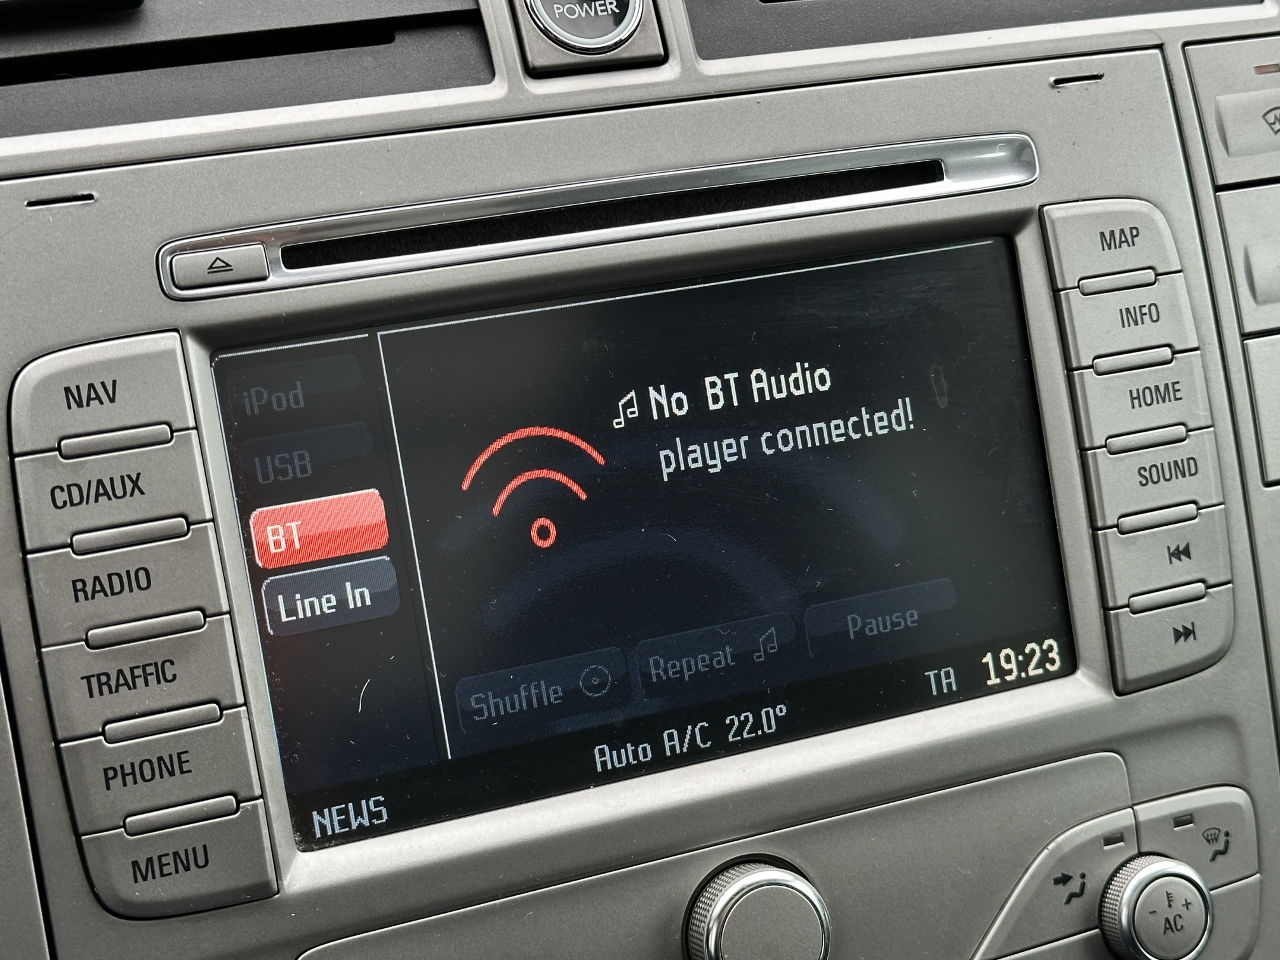 POWER
NAV
CD/AUX
RADIO
TRAFFIC
PHONE
MENU
iPod
USB
BT
Line In
No BT Audio
player connected!
Shuffle
Repeat
Pause
TA 19:23
Auto A/C 22.0°
NEWS
MAP
INFO
HOME
SOUND
- +
AC